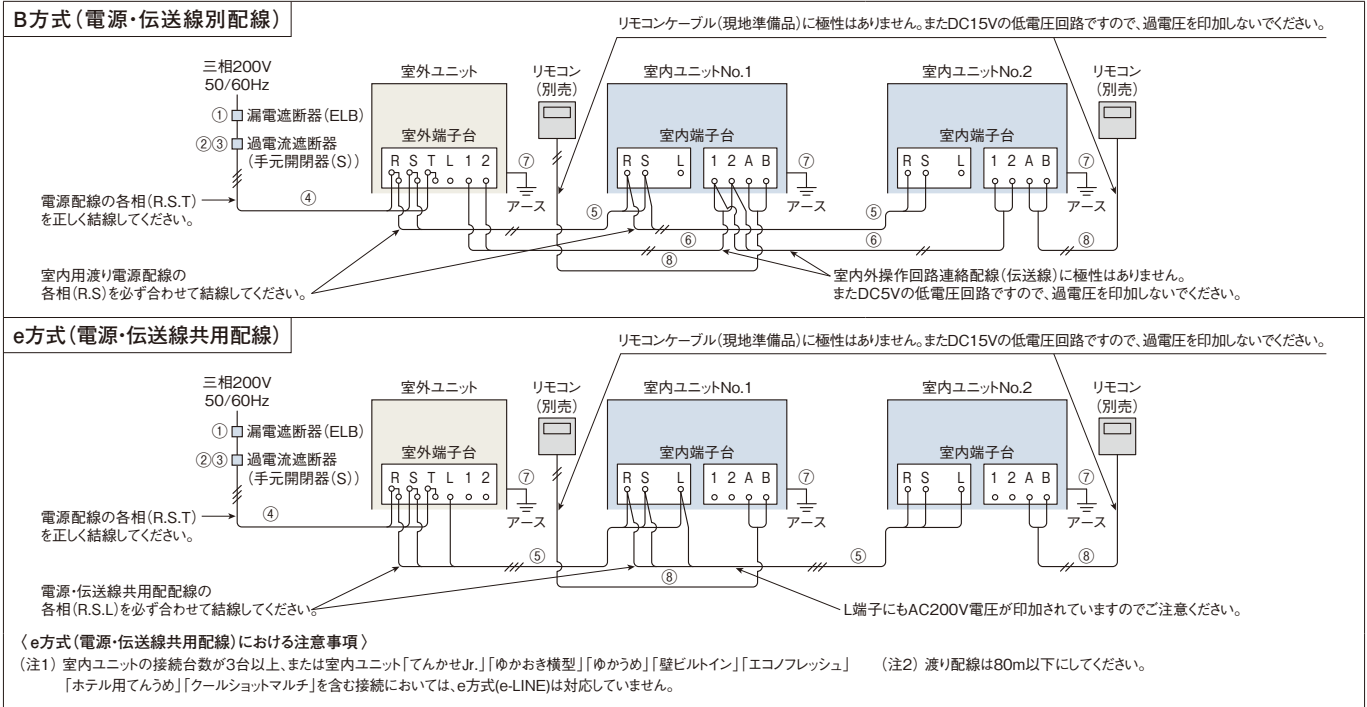 B方式(電源・伝送線別配線)
リモコンケーブル(現地準備品)に極性はありません。またDC15Vの低電圧回路ですので、過電圧を印加しないでください。
三相200V
50/60Hz
室外ユニット
リモコン
(別売)
室内ユニットNo.1
室内ユニットNo.2
リモコン
(別売)
① 漏電遮断器(ELB)
②③ 過電流遮断器
(手元開閉器(S))
室外端子台
R S T L 1 2
⑦
アース
室内端子台
R S L 1 2 A B
⑦
アース
室内端子台
R S L 1 2 A B
⑦
アース
電源配線の各相(R.S.T)
を正しく結線してください。
④
⑤
⑤
⑥
⑥
⑧
⑧
室内用渡り電源配線の
各相(R.S)を必ず合わせて結線してください。
室内外操作回路連絡配線(伝送線)に極性はありません。
またDC5Vの低電圧回路ですので、過電圧を印加しないでください。
e方式(電源・伝送線共用配線)
リモコンケーブル(現地準備品)に極性はありません。またDC15Vの低電圧回路ですので、過電圧を印加しないでください。
三相200V
50/60Hz
室外ユニット
リモコン
(別売)
室内ユニットNo.1
室内ユニットNo.2
リモコン
(別売)
① 漏電遮断器(ELB)
②③ 過電流遮断器
(手元開閉器(S))
室外端子台
R S T L 1 2
⑦
アース
室内端子台
R S L 1 2 A B
⑦
アース
室内端子台
R S L 1 2 A B
⑦
アース
電源配線の各相(R.S.T)
を正しく結線してください。
④
⑤
⑤
⑧
⑧
電源・伝送線共用配配線の
各相(R.S.L)を必ず合わせて結線してください。
L端子にもAC200V電圧が印加されていますのでご注意ください。
〈e方式(電源・伝送線共用配線)における注意事項〉
(注1) 室内ユニットの接続台数が3台以上、または室内ユニット「てんかせJr.」「ゆかおき横型」「ゆかうめ」「壁ビルトイン」「エコノフレッシュ」
「ホテル用てんうめ」「クールショットマルチ」を含む接続においては、e方式(e-LINE)は対応していません。
(注2) 渡り配線は80m以下にしてください。